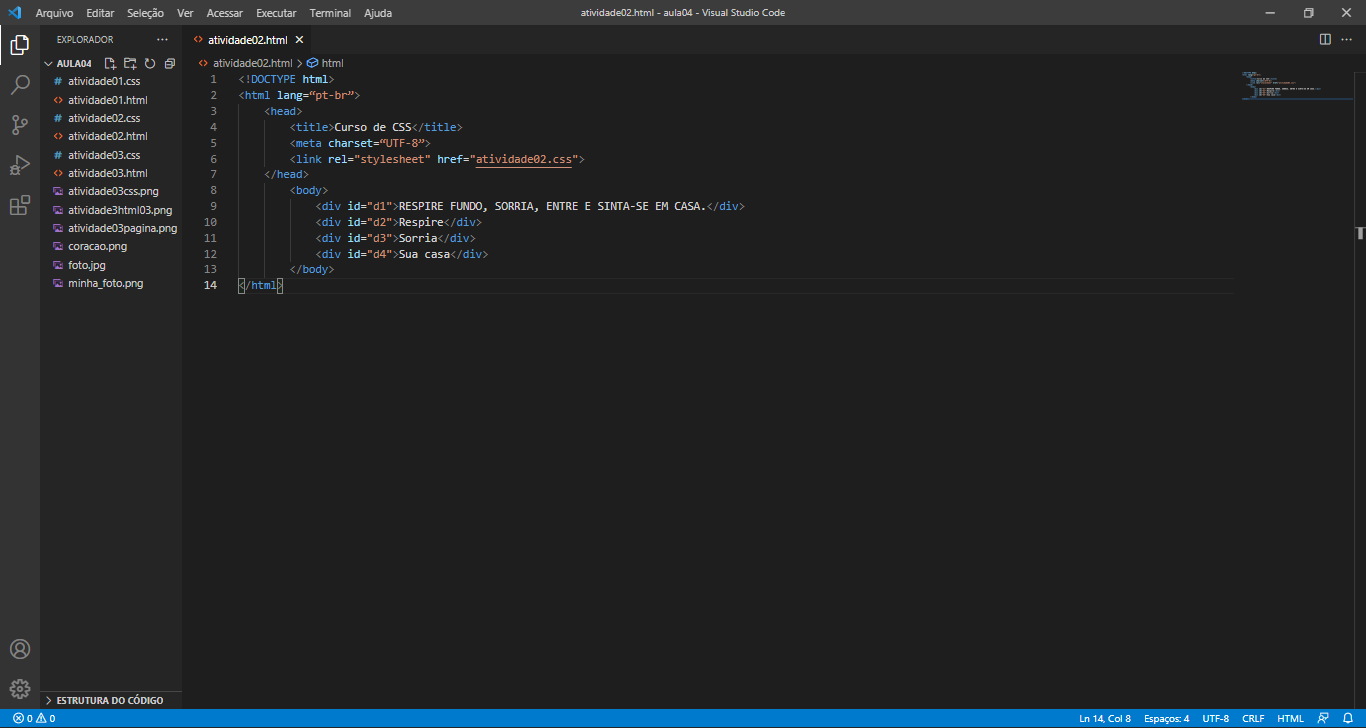 Arquivo Editar Seleção Ver Acessar Executar Terminal Ajuda
atividade02.html - aula04 - Visual Studio Code
EXPLORADOR
AULA04
atividade01.css
atividade01.html
atividade02.css
atividade02.html
atividade03.css
atividade03.html
atividade03css.png
atividade3html03.png
atividade03pagina.png
coracao.png
foto.jpg
minha_foto.png
ESTRUTURA DO CÓDIGO
atividade02.html
atividade02.html > html
1 <!DOCTYPE html>
2 <html lang=“pt-br”>
3 <head>
4 <title>Curso de CSS</title>
5 <meta charset=“UTF-8”>
6 <link rel="stylesheet" href="atividade02.css">
7 </head>
8 <body>
9 <div id="d1">RESPIRE FUNDO, SORRIA, ENTRE E SINTA-SE EM CASA.</div>
10 <div id="d2">Respire</div>
11 <div id="d3">Sorria</div>
12 <div id="d4">Sua casa</div>
13 </body>
14 </html>
0 0
Ln 14, Col 8 Espaços: 4 UTF-8 CRLF HTML